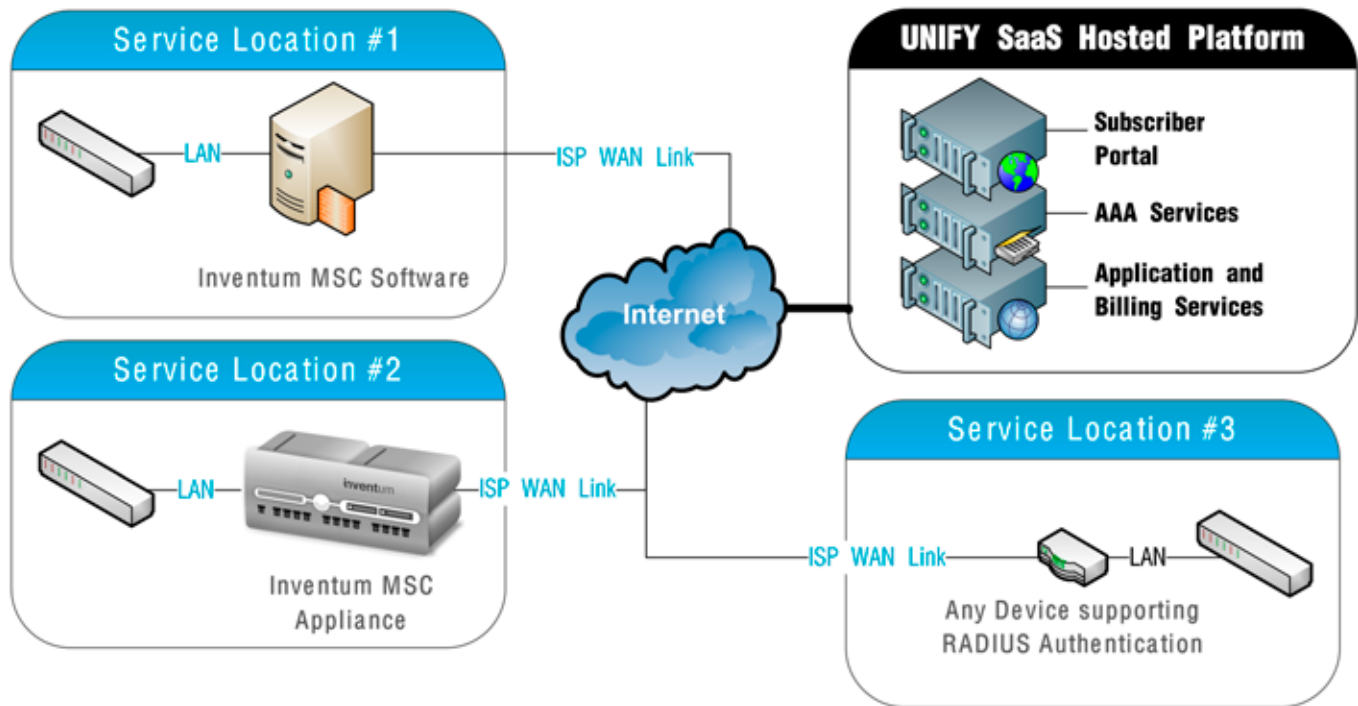 Service Location #1
LAN
ISP WAN Link
Inventum MSC Software
UNIFY SaaS Hosted Platform
Subscriber
Portal
AAA Services
Application and
Billing Services
Internet
Service Location #2
LAN
inventum
ISP WAN Link
Inventum MSC
Appliance
Service Location #3
ISP WAN Link
LAN
Any Device supporting
RADIUS Authentication